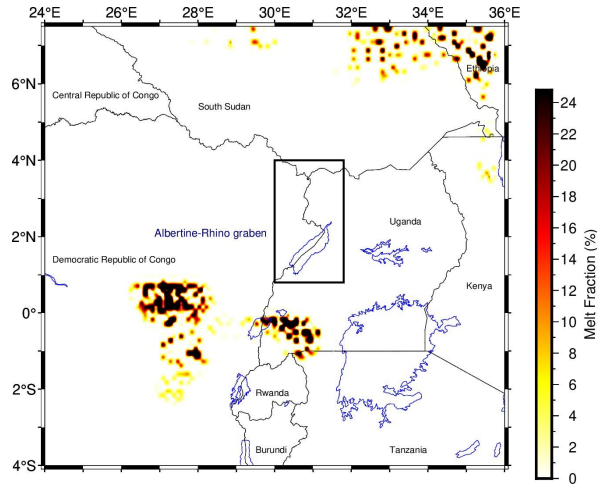 24°E 26°E 28°E 30°E 32°E 34°E 36°E
6°N
4°N
2°N
0°
2°S
4°S
Ethiopia
Central Republic of Congo
South Sudan
Albertine-Rhino graben
Uganda
Democratic Republic of Congo
Kenya
Rwanda
Burundi
Tanzania
24
22
20
18
16
14
12
10
8
6
4
2
0
Melt Fraction (%)